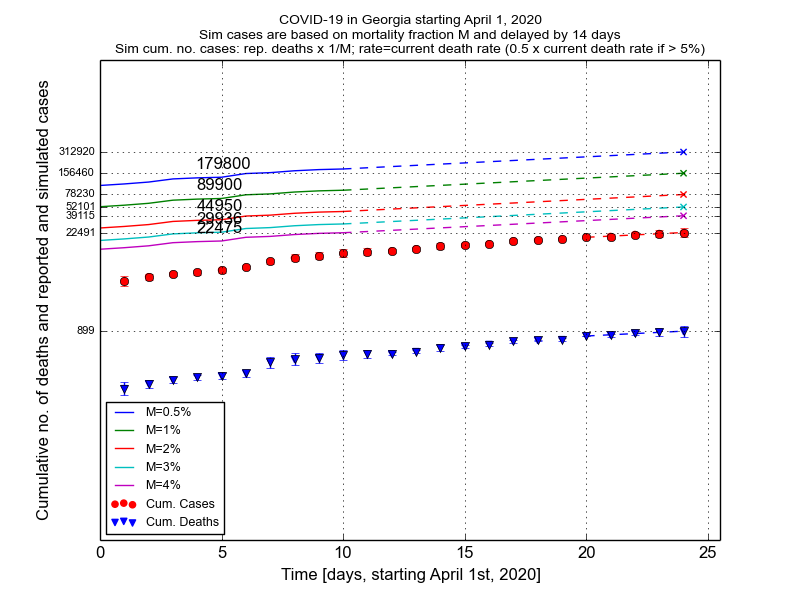 COVID-19 in Georgia starting April 1, 2020
Sim cases are based on mortality fraction M and delayed by 14 days
Sim cum. no. cases: rep. deaths x 1/M; rate=current death rate (0.5 x current death rate if > 5%)
Cumulative no. of deaths and reported and simulated cases
312920
156460
78230
52101
39115
22491
899
179800
89900
44950
29936
22475
M=0.5%
M=1%
M=2%
M=3%
M=4%
Cum. Cases
Cum. Deaths
0
5
10
15
20
25
Time [days, starting April 1st, 2020]